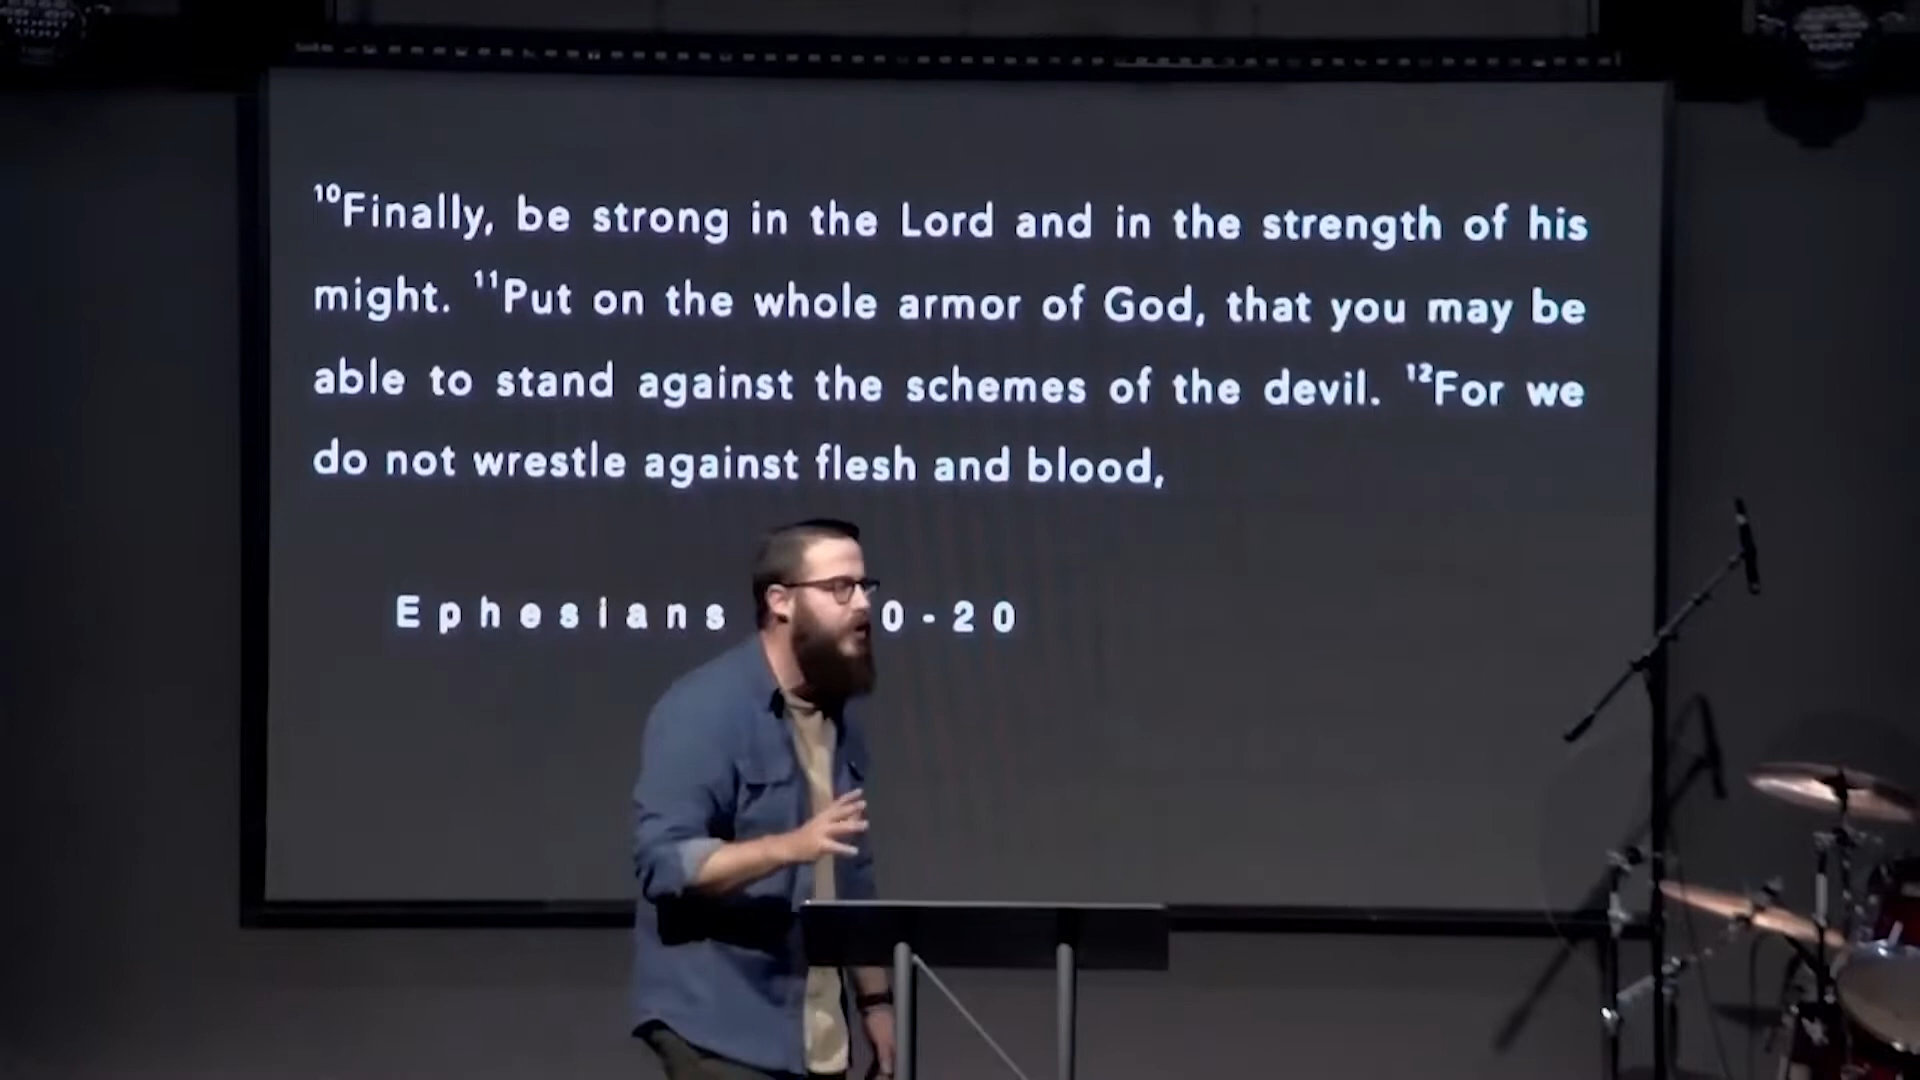 ¹⁰Finally, be strong in the Lord and in the strength of his
might. ¹¹Put on the whole armor of God, that you may be
able to stand against the schemes of the devil. ¹²For we
do not wrestle against flesh and blood,
Ephesians 0-20